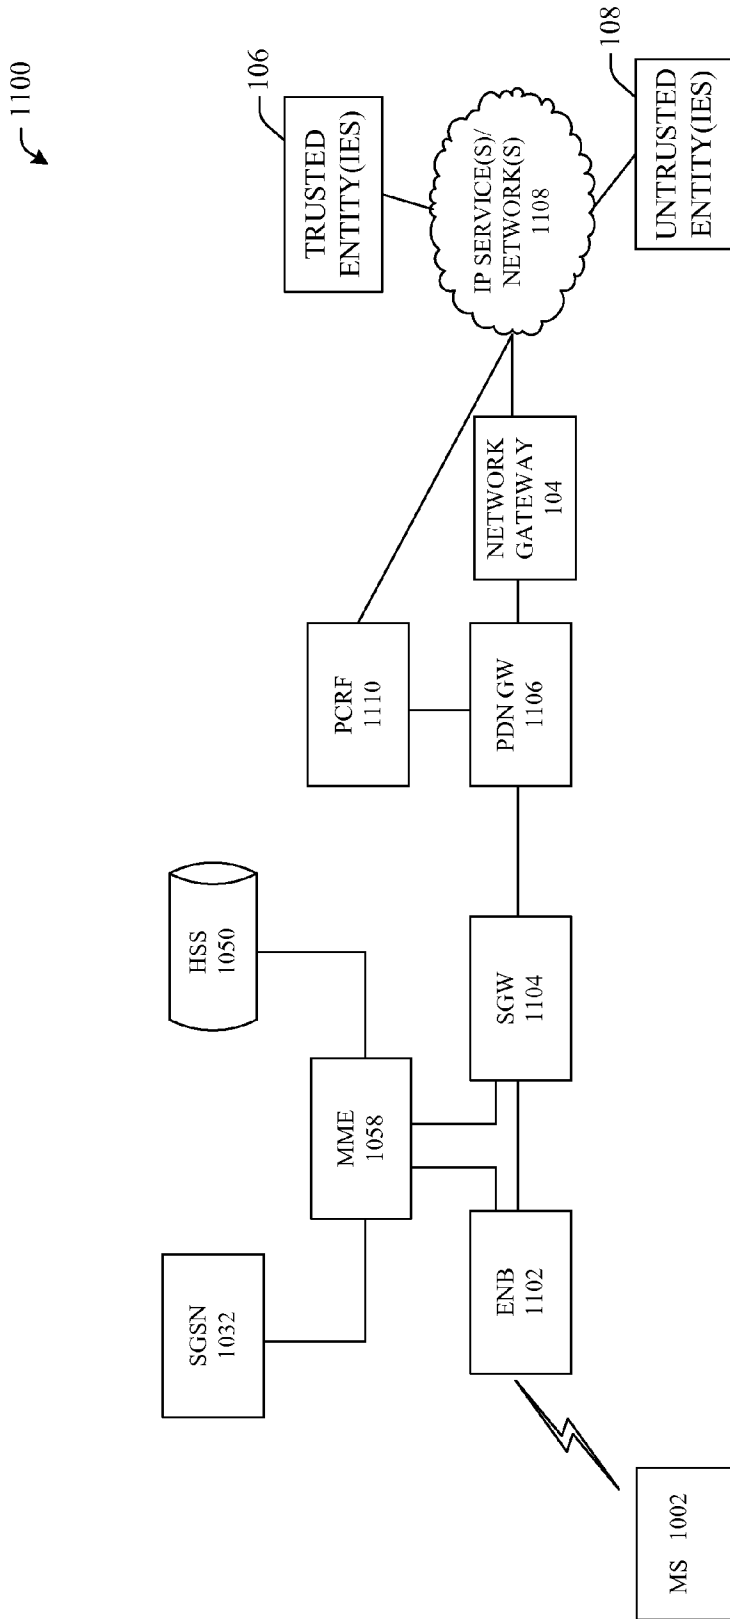 1100
TRUSTED
ENTITY(IES)
106
IP SERVICE(S)/
NETWORK(S)
1108
UNTRUSTED
ENTITY(IES)
108
NETWORK
GATEWAY
104
PCRF
1110
PDN GW
1106
HSS
1050
SGW
1104
MME
1058
SGSN
1032
ENB
1102
MS 1002